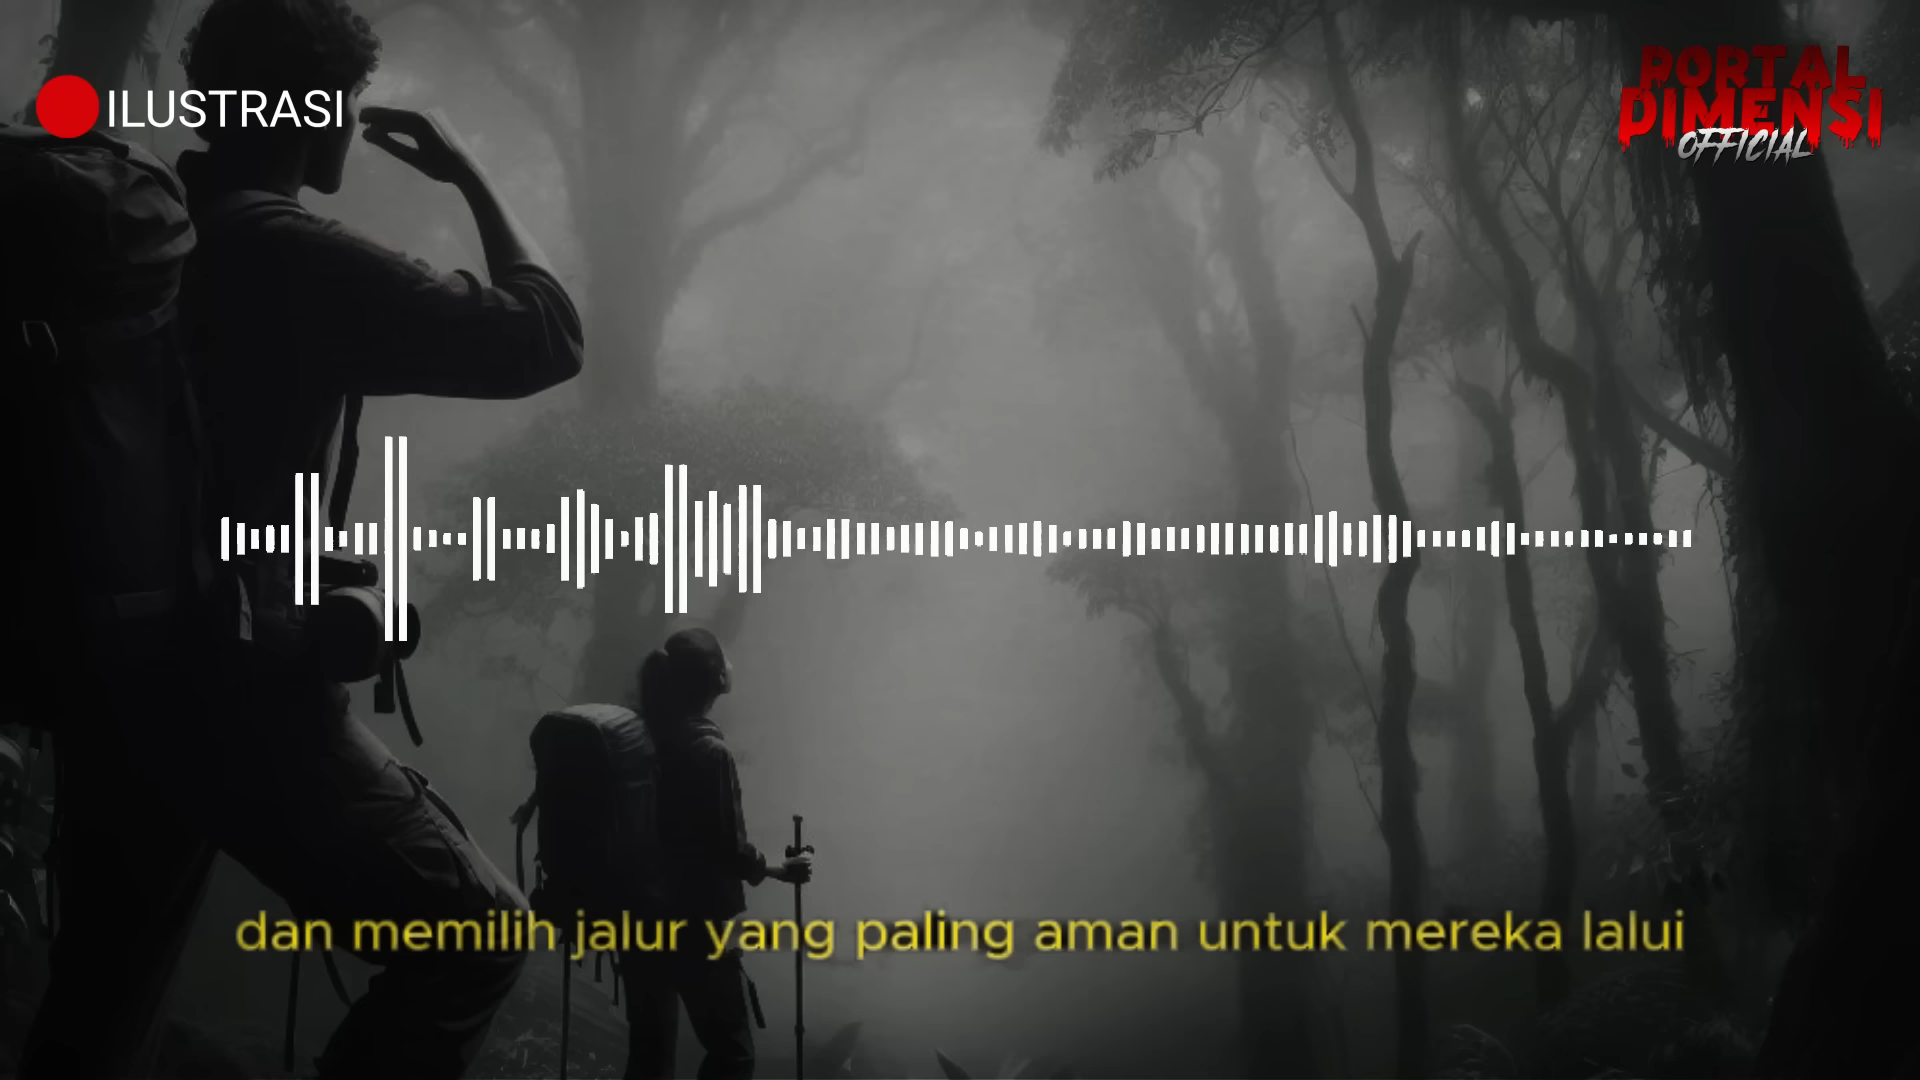 ILUSTRASI
PORTAL
DIMENSI
OFFICIAL
dan memilih jalur yang paling aman untuk mereka lalui